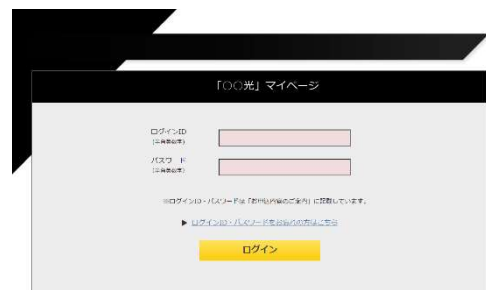 「○○光」マイページ
ログインID
(半角英数字)
パスワード
(半角英数字)
※ログインID・パスワードは「お申込内容のご案内」に記載しています。
▶ ログインID・パスワードをお忘れの方はこちら
ログイン